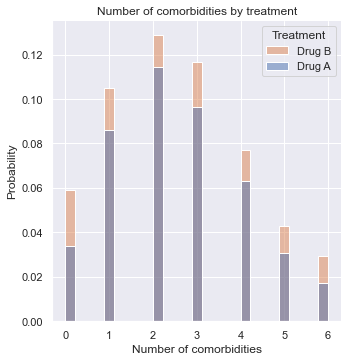 Number of comorbidities by treatment
Treatment
Drug B
Drug A
Probability
0.12
0.10
0.08
0.06
0.04
0.02
0.00
0 1 2 3 4 5 6
Number of comorbidities